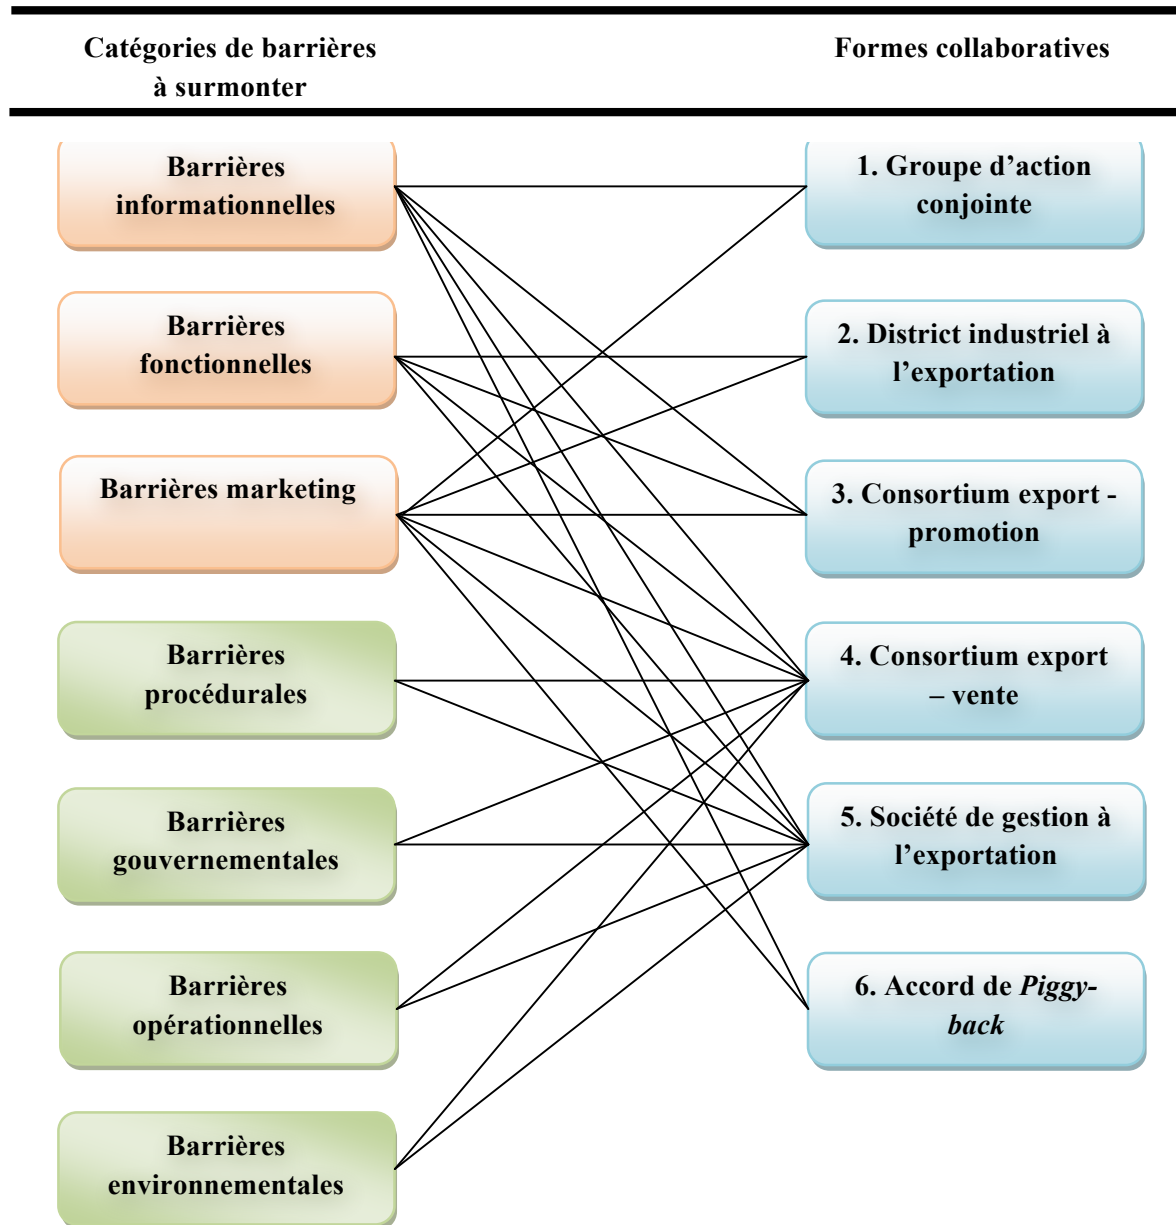 Catégories de barrières
à surmonter
Formes collaboratives
Barrières
informationnelles
1. Groupe d’action
conjointe
Barrières
fonctionnelles
2. District industriel à
l’exportation
Barrières marketing
3. Consortium export -
promotion
Barrières
procédurales
4. Consortium export
– vente
Barrières
gouvernementales
5. Société de gestion à
l’exportation
Barrières
opérationnelles
6. Accord de Piggy-
back
Barrières
environnementales